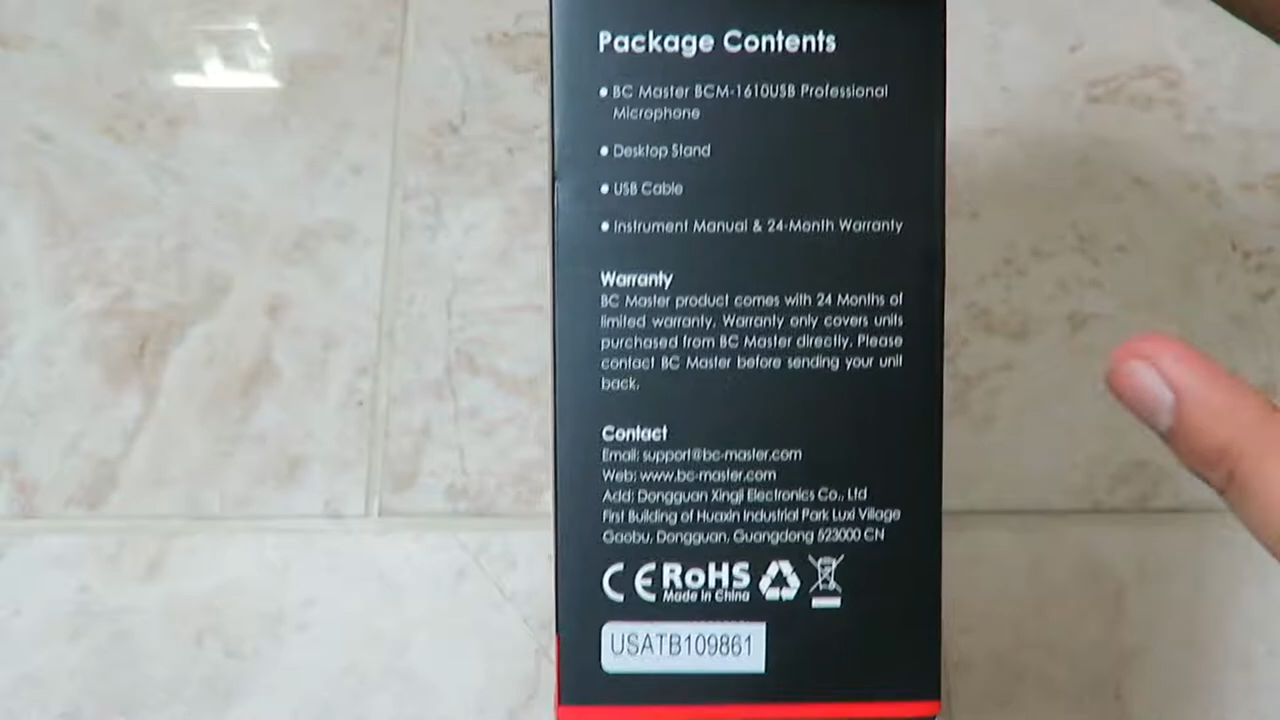 Package Contents
• BC Master BCM-1610USB Professional
Microphone
• Desktop Stand
• USB Cable
• Instrument Manual & 24-Month Warranty
Warranty
BC Master product comes with 24 Months of
limited warranty. Warranty only covers units
purchased from BC Master directly. Please
contact BC Master before sending your unit
back.
Contact
Email: support@bc-master.com
Web: www.bc-master.com
Add: Dongguan Xingji Electronics Co., Ltd
First Building of Huaxin Industrial Park Luxi Village
Gaobu, Dongguan, Guangdong 523000 CN
CE RoHS
Made in China
USATB109861